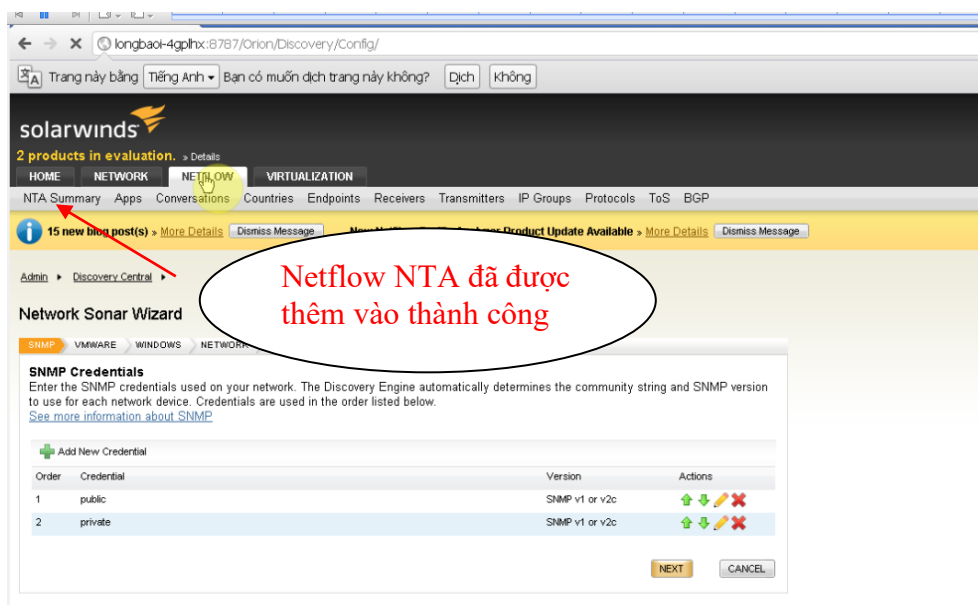 longbaoi-4gplhx:8787/Orion/Discovery/Config/
Trang này bằng Tiếng Anh Bạn có muốn dịch trang này không? Dịch Không
solarwinds
2 products in evaluation. » Details
HOME NETWORK NETFLOW VIRTUALIZATION
NTA Summary Apps Conversations Countries Endpoints Receivers Transmitters IP Groups Protocols ToS BGP
15 new blog post(s) » More Details Dismiss Message Product Update Available » More Details Dismiss Message
Admin Discovery Central
Netflow NTA đã được
thêm vào thành công
Network Sonar Wizard
SNMP VMWARE WINDOWS NETWORK
SNMP Credentials
Enter the SNMP credentials used on your network. The Discovery Engine automatically determines the community string and SNMP version
to use for each network device. Credentials are used in the order listed below.
See more information about SNMP
Add New Credential
Order Credential Version Actions
1 public SNMP v1 or v2c
2 private SNMP v1 or v2c
NEXT CANCEL